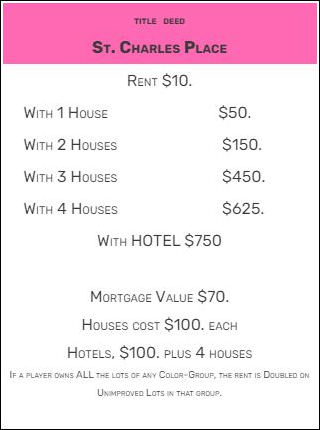 TITLE DEED
ST. CHARLES PLACE
RENT $10.
WITH 1 HOUSE $50.
WITH 2 HOUSES $150.
WITH 3 HOUSES $450.
WITH 4 HOUSES $625.
WITH HOTEL $750
MORTGAGE VALUE $70.
HOUSES COST $100. EACH
HOTELS, $100. PLUS 4 HOUSES
IF A PLAYER OWNS ALL THE LOTS OF ANY COLOR-GROUP, THE RENT IS DOUBLED ON
UNIMPROVED LOTS IN THAT GROUP.